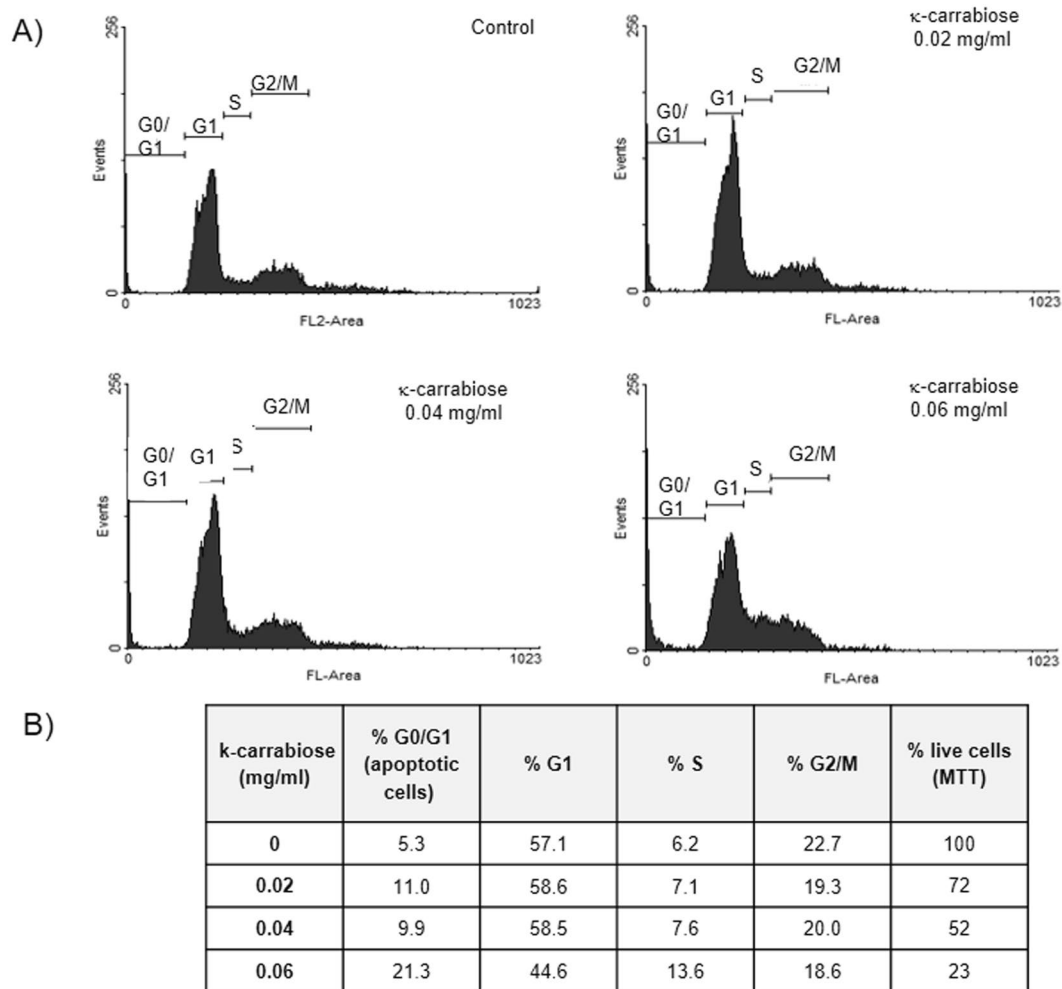 A)
Control
256
Events
0
G0/
G1
G1
S
G2/M
0
1023
FL2-Area
κ-carrabiose
0.02 mg/ml
256
Events
0
G0/
G1
G1
S
G2/M
0
1023
FL-Area
κ-carrabiose
0.04 mg/ml
256
Events
0
G0/
G1
G1
S
G2/M
0
1023
FL-Area
κ-carrabiose
0.06 mg/ml
256
Events
0
G0/
G1
G1
S
G2/M
0
1023
FL-Area
B)
k-carrabiose
(mg/ml)
% G0/G1
(apoptotic
cells)
% G1
% S
% G2/M
% live cells
(MTT)
0 5.3 57.1 6.2 22.7 100
0.02 11.0 58.6 7.1 19.3 72
0.04 9.9 58.5 7.6 20.0 52
0.06 21.3 44.6 13.6 18.6 23